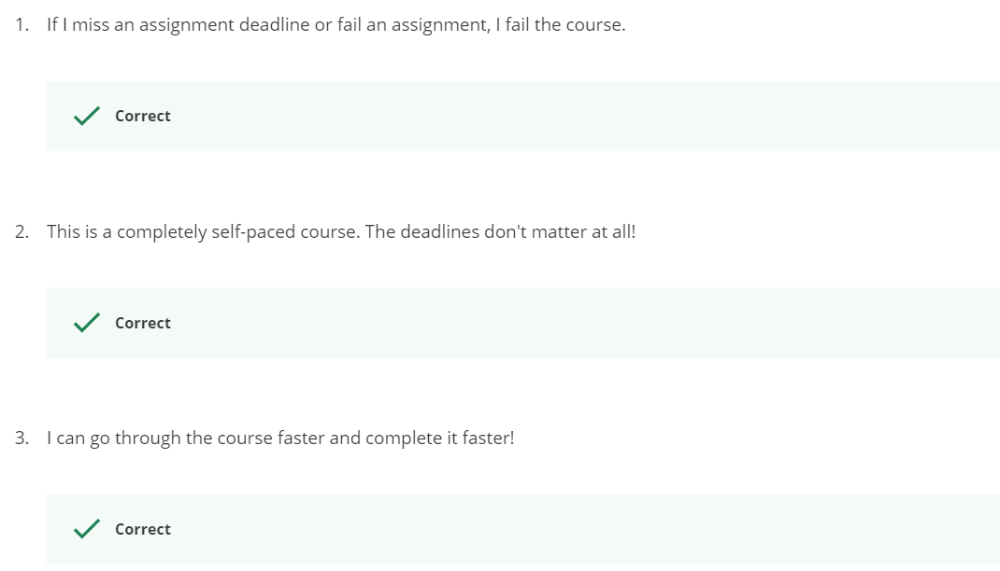 1. If I miss an assignment deadline or fail an assignment, I fail the course.
Correct
2. This is a completely self-paced course. The deadlines don't matter at all!
Correct
3. I can go through the course faster and complete it faster!
Correct